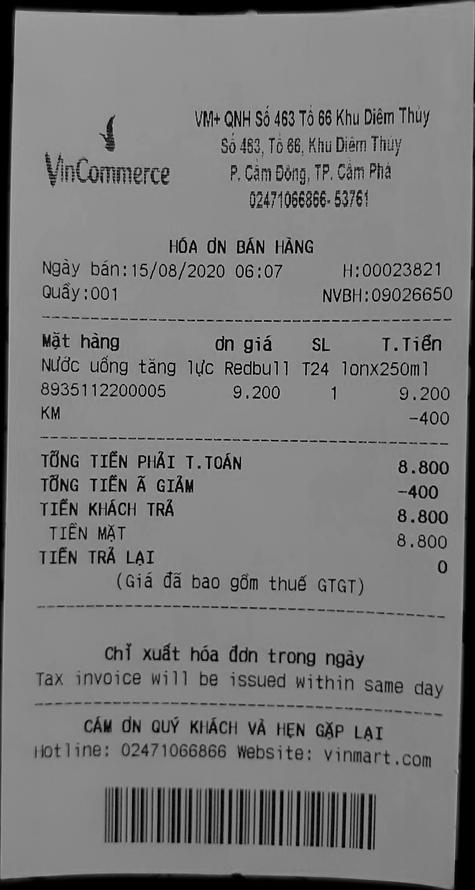 VinCommerce
VM+ QNH Số 463 Tổ 66 Khu Diêm Thủy
Số 463, Tổ 66, Khu Diêm Thủy
P. Cẩm Đông, TP. Cẩm Phả
02471066866- 53761
HÓA ƠN BÁN HÀNG
Ngày bán:15/08/2020 06:07 H:00023821
Quầy:001 NVBH:09026650
Mặt hàng ơn giá SL T.Tiền
Nước uống tăng lực Redbull T24 lonx250ml
8935112200005 9.200 1 9.200
KM -400
TỔNG TIỀN PHẢI T.TOÁN 8.800
TỔNG TIỀN Ã GIẢM -400
TIỀN KHÁCH TRẢ 8.800
TIỀN MẶT 8.800
TIỀN TRẢ LẠI 0
(Giá đã bao gồm thuế GTGT)
Chỉ xuất hóa đơn trong ngày
Tax invoice will be issued within same day
CẢM ƠN QUÝ KHÁCH VÀ HẸN GẶP LẠI
Hotline: 02471066866 Website: vinmart.com